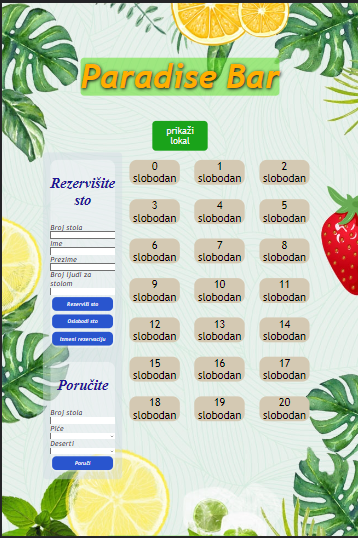 Paradise Bar
prikaži
lokal
Rezervišite
sto
Broj stola
Ime
Prezime
Broj ljudi za
stolom
Rezerviši sto
Oslobodi sto
Izmeni rezervaciju
Poručite
Broj stola
Piće
Deserti
Poruči
0
slobodan
1
slobodan
2
slobodan
3
slobodan
4
slobodan
5
slobodan
6
slobodan
7
slobodan
8
slobodan
9
slobodan
10
slobodan
11
slobodan
12
slobodan
13
slobodan
14
slobodan
15
slobodan
16
slobodan
17
slobodan
18
slobodan
19
slobodan
20
slobodan